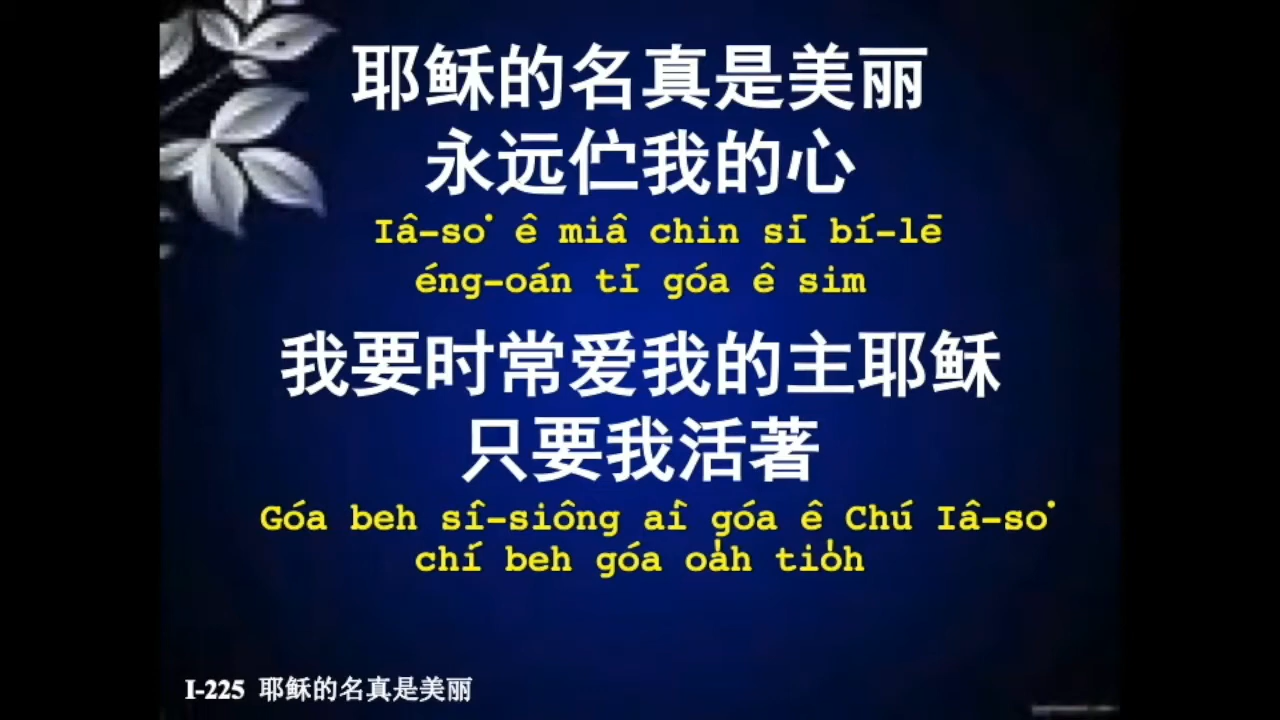 耶稣的名真是美丽
永远伫我的心
Iâ-so͘ ê miâ chin sī bí-lē
éng-oán tī góa ê sim
我要时常爱我的主耶稣
只要我活著
Góa beh sî-siông aî góa ê Chú Iâ-so͘
chí beh góa oa̍h tio̍h
I-225 耶稣的名真是美丽